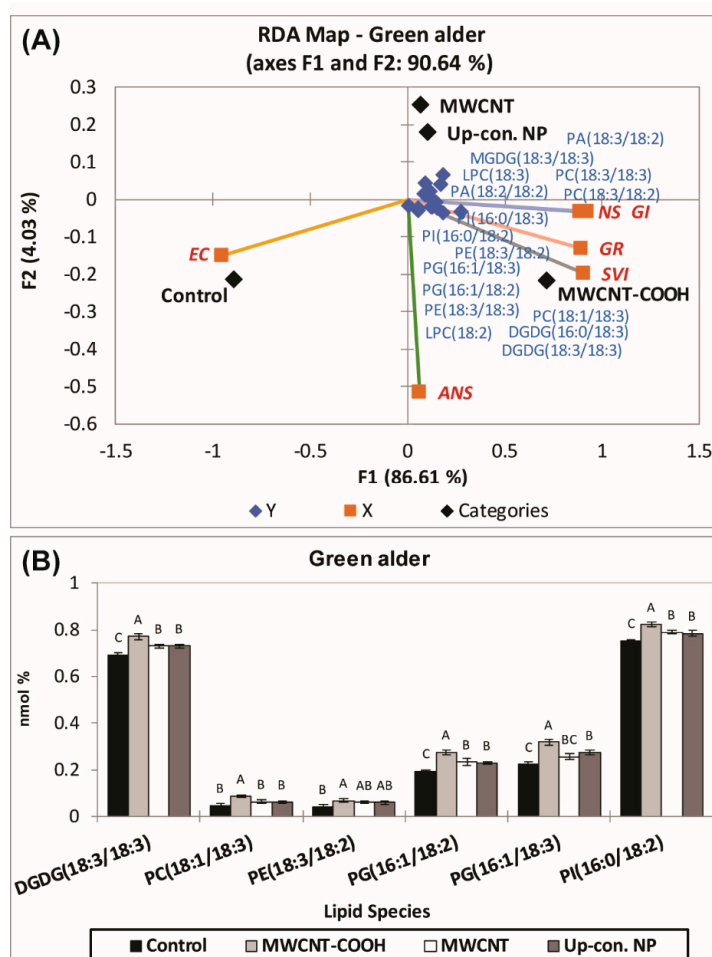 (A)
RDA Map - Green alder
(axes F1 and F2: 90.64 %)
0.3
0.2
0.1
0
-0.1
-0.2
-0.3
-0.4
-0.5
-0.6
F2 (4.03 %)
MWCNT
Up-con. NP
PA(18:3/18:2)
MGDG(18:3/18:3)
LPC(18:3) PC(18:3/18:3)
PA(18:2/18:2) PC(18:3/18:2)
PI(16:0/18:3) NS GI
PI(16:0/18:2)
GR
PE(18:3/18:2)
EC
PG(16:1/18:3) SVI
Control PG(16:1/18:2) MWCNT-COOH
PE(18:3/18:3) PC(18:1/18:3)
LPC(18:2) DGDG(16:0/18:3)
DGDG(18:3/18:3)
ANS
-1.5 -1 -0.5 0 0.5 1 1.5
F1 (86.61 %)
Y X Categories
(B)
Green alder
1
0.8
0.6
0.4
0.2
0
nmol %
C A B B
B A B B
B A AB AB
C A B B
C A BC B
C A B B
DGDG(18:3/18:3) PC(18:1/18:3) PE(18:3/18:2) PG(16:1/18:2) PG(16:1/18:3) PI(16:0/18:2)
Lipid Species
Control MWCNT-COOH MWCNT Up-con. NP